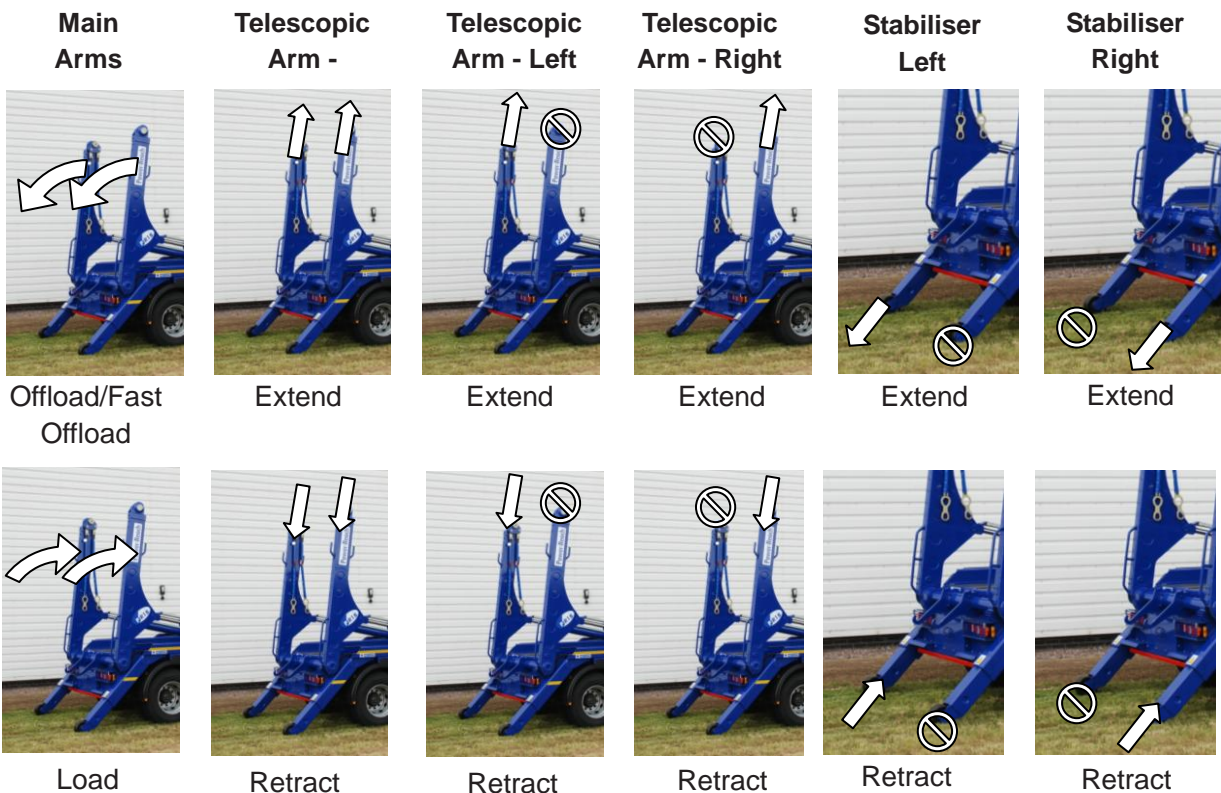 Main
Arms
Telescopic
Arm -
Telescopic
Arm - Left
Telescopic
Arm - Right
Stabiliser
Left
Stabiliser
Right
Offload/Fast
Offload
Extend
Extend
Extend
Extend
Extend
Load
Retract
Retract
Retract
Retract
Retract